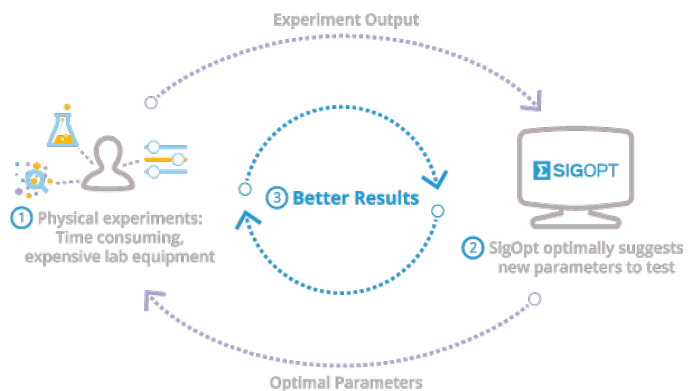 Experiment Output
ΣSIGOPT
3 Better Results
1 Physical experiments:
Time consuming,
expensive lab equipment
2 SigOpt optimally suggests
new parameters to test
Optimal Parameters